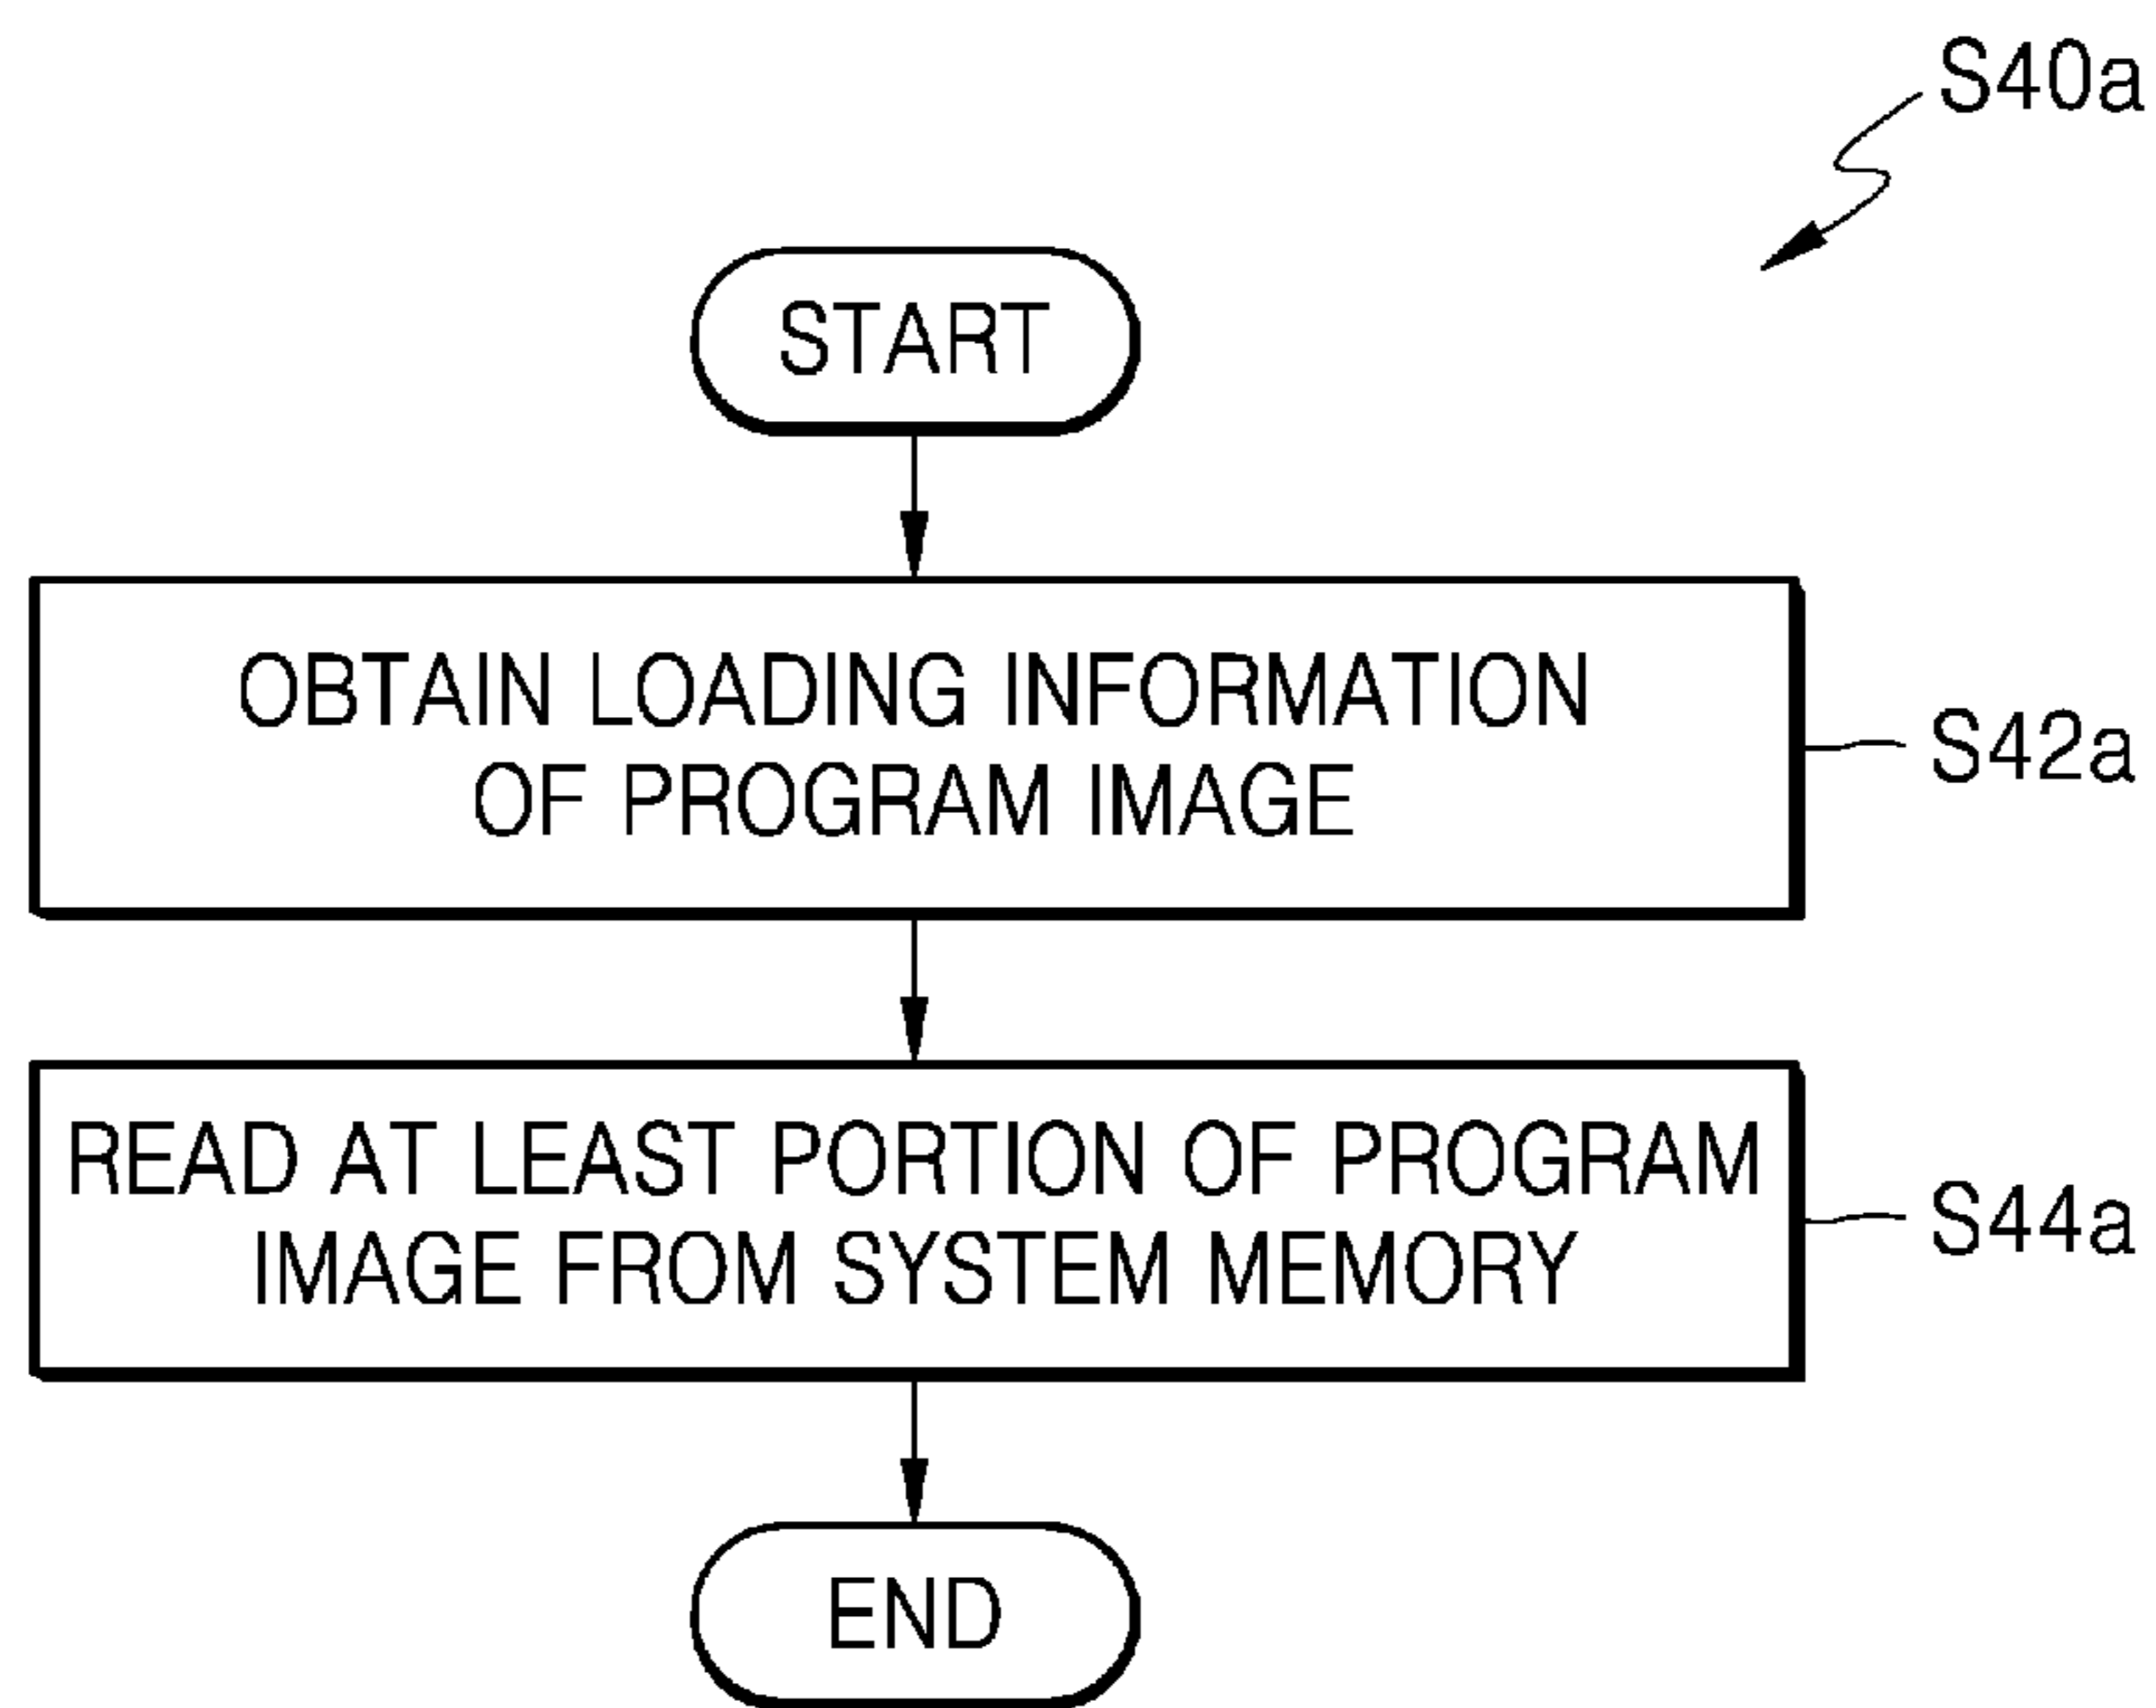 S40a
START
OBTAIN LOADING INFORMATION
OF PROGRAM IMAGE
S42a
READ AT LEAST PORTION OF PROGRAM
IMAGE FROM SYSTEM MEMORY
S44a
END